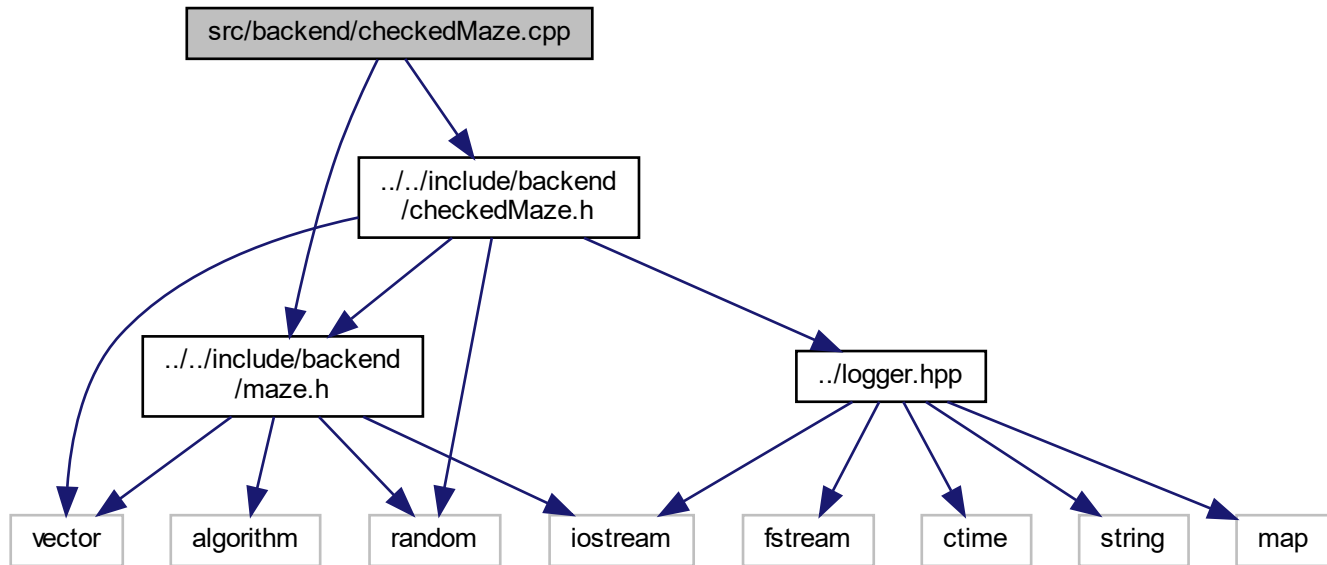 src/backend/checkedMaze.cpp
../../include/backend
/checkedMaze.h
../../include/backend
/maze.h
../logger.hpp
vector
algorithm
random
iostream
fstream
ctime
string
map